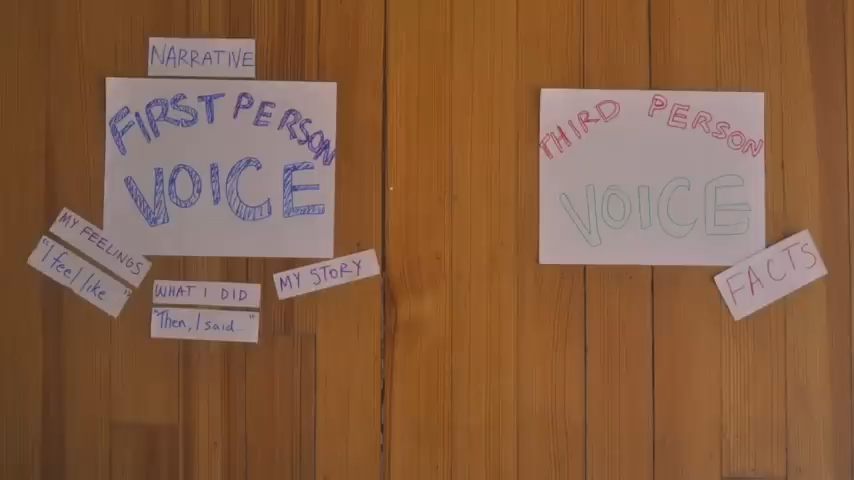 NARRATIVE
FIRST PERSON
VOICE
MY FEELINGS
"I feel like "
WHAT I DID
"Then, I said..."
MY STORY
THIRD PERSON
VOICE
FACTS